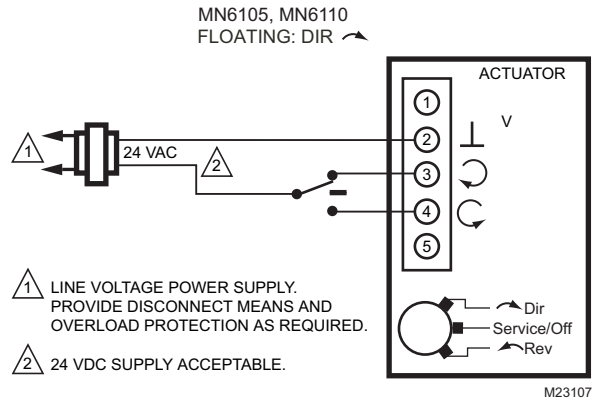 MN6105, MN6110
FLOATING: DIR
ACTUATOR
1
V
2
1
24 VAC
2
3
4
5
1 LINE VOLTAGE POWER SUPPLY.
PROVIDE DISCONNECT MEANS AND
OVERLOAD PROTECTION AS REQUIRED.
2 24 VDC SUPPLY ACCEPTABLE.
Dir
Service/Off
Rev
M23107